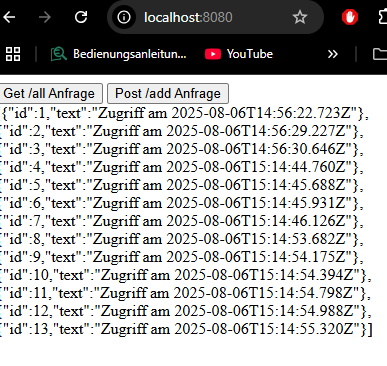 localhost:8080
Bedienungsanleitun... YouTube »
Get /all Anfrage Post /add Anfrage
{"id":1,"text":"Zugriff am 2025-08-06T14:56:22.723Z"},
{"id":2,"text":"Zugriff am 2025-08-06T14:56:29.227Z"},
{"id":3,"text":"Zugriff am 2025-08-06T14:56:30.646Z"},
{"id":4,"text":"Zugriff am 2025-08-06T15:14:44.760Z"},
{"id":5,"text":"Zugriff am 2025-08-06T15:14:45.688Z"},
{"id":6,"text":"Zugriff am 2025-08-06T15:14:45.931Z"},
{"id":7,"text":"Zugriff am 2025-08-06T15:14:46.126Z"},
{"id":8,"text":"Zugriff am 2025-08-06T15:14:53.682Z"},
{"id":9,"text":"Zugriff am 2025-08-06T15:14:54.175Z"},
{"id":10,"text":"Zugriff am 2025-08-06T15:14:54.394Z"},
{"id":11,"text":"Zugriff am 2025-08-06T15:14:54.798Z"},
{"id":12,"text":"Zugriff am 2025-08-06T15:14:54.988Z"},
{"id":13,"text":"Zugriff am 2025-08-06T15:14:55.320Z"}]